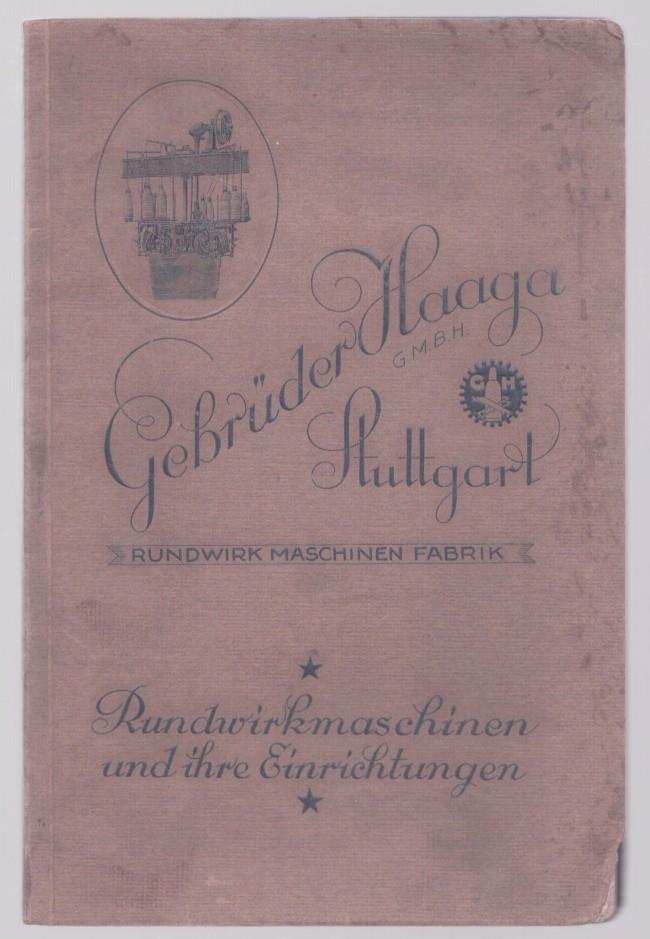 Gebrüder Haaga
G.M.B.H.
G H
Stuttgart
RUNDWIRK MASCHINEN FABRIK
Rundwirkmaschinen
und ihre Einrichtungen